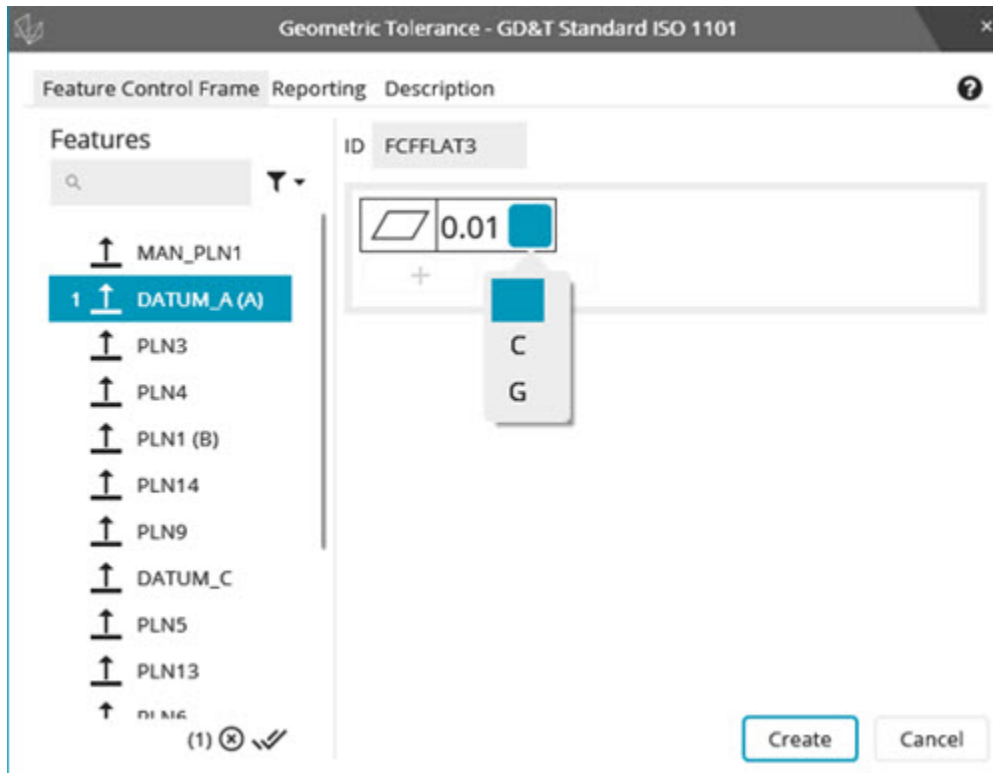 Geometric Tolerance - GD&T Standard ISO 1101
Feature Control Frame Reporting Description
Features
ID FCFFLAT3
0.01
MAN_PLN1
1 DATUM_A (A)
C
PLN3
G
PLN4
PLN1 (B)
PLN14
PLN9
DATUM_C
PLN5
PLN13
PLN6
(1)
Create Cancel